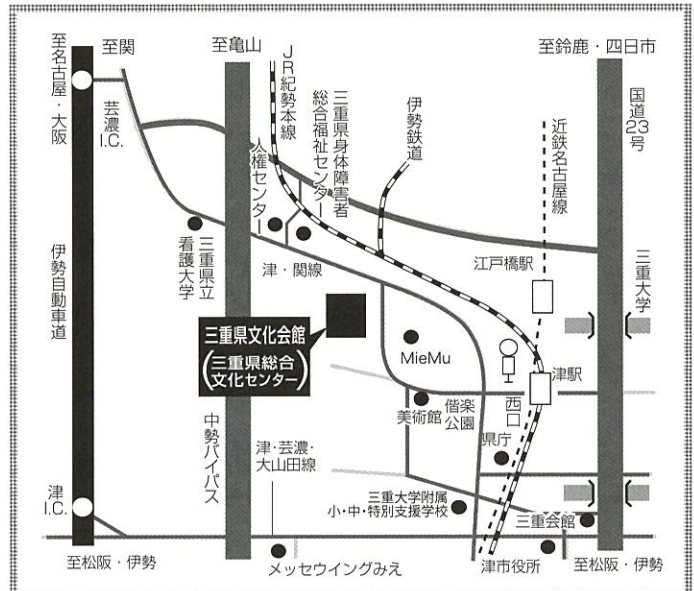 至名古屋・大阪
至関
至亀山
至鈴鹿・四日市
JR紀勢本線
三重県身体障害者
総合福祉センター
伊勢鉄道
近鉄名古屋線
国道23号
芸濃
I.C.
人権センター
三重県立
看護大学
津・関線
江戸橋駅
三重大学
伊勢自動車道
三重県文化会館
(三重県総合
文化センター)
MieMu
津駅
西口
美術館
偕楽
公園
県庁
中勢バイパス
津・芸濃・
大山田線
津
I.C.
三重大学附属
小・中・特別支援学校
三重会館
至松阪・伊勢
メッセウイングみえ
津市役所
至松阪・伊勢